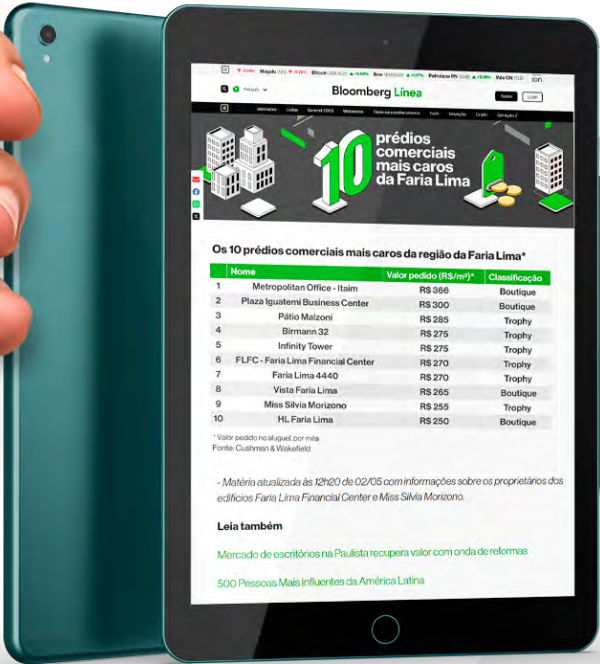 Bloomberg Línea
Login
10 prédios
comerciais
mais caros
da Faria Lima
Os 10 prédios comerciais mais caros da região da Faria Lima*
Nome Valor pedido (R$/m²)* Classificação
1 Metropolitan Office - Itaim R$ 366 Boutique
2 Plaza Iguatemi Business Center R$ 300 Boutique
3 Pátio Malzoni R$ 285 Trophy
4 Birmann 32 R$ 275 Trophy
5 Infinity Tower R$ 275 Trophy
6 FLFC - Faria Lima Financial Center R$ 270 Trophy
7 Faria Lima 4440 R$ 270 Trophy
8 Vista Faria Lima R$ 265 Boutique
9 Miss Silvia Morizono R$ 255 Trophy
10 HL Faria Lima R$ 250 Boutique
* Valor pedido no aluguel, por mês
Fonte: Cushman & Wakefield
- Matéria atualizada às 12h20 de 02/05 com informações sobre os proprietários dos
edifícios Faria Lima Financial Center e Miss Silvia Morizono.
Leia também
Mercado de escritórios na Paulista recupera valor com onda de reformas
500 Pessoas Mais Influentes da América Latina